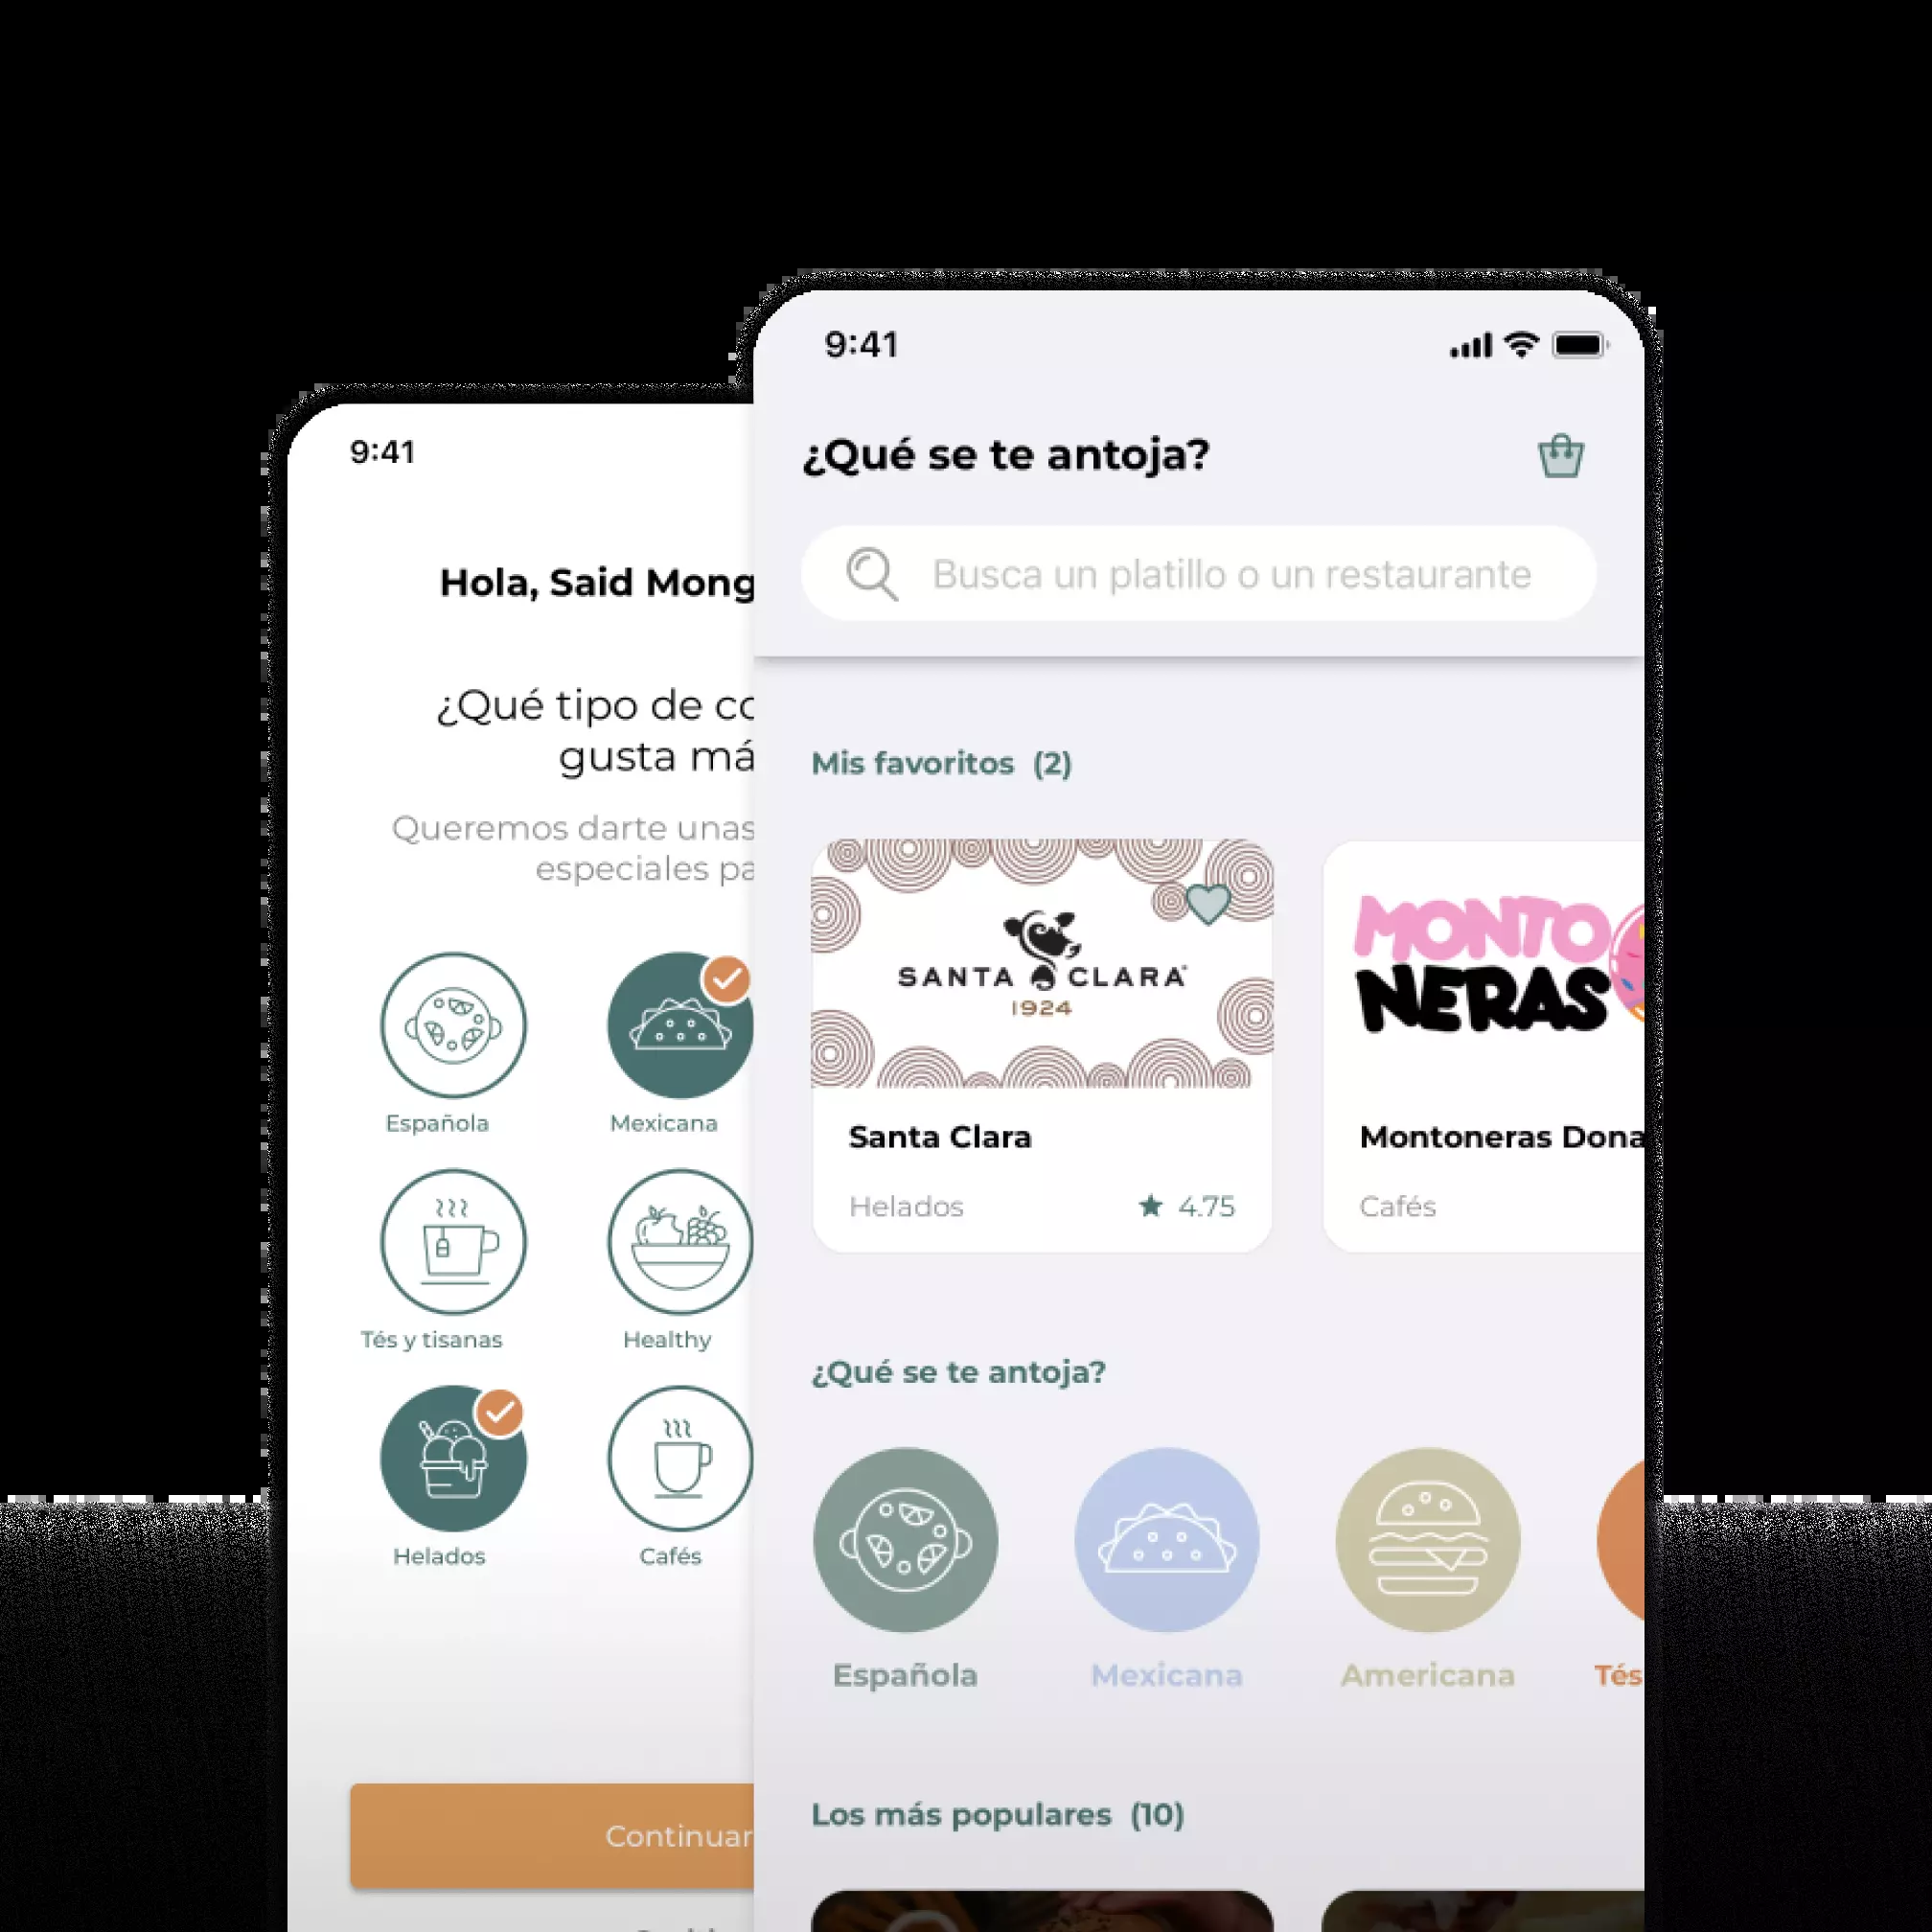 9:41
Hola, Said Mong
¿Qué tipo de co
gusta má
Queremos darte unas
especiales pa
Española
Mexicana
Tés y tisanas
Healthy
Helados
Cafés
Continuar
9:41
¿Qué se te antoja?
Busca un platillo o un restaurante
Mis favoritos (2)
SANTA CLARA
1924
Santa Clara
Helados
4.75
MONTO
NERAS
Montoneras Dona
Cafés
¿Qué se te antoja?
Española
Mexicana
Americana
Tés
Los más populares (10)